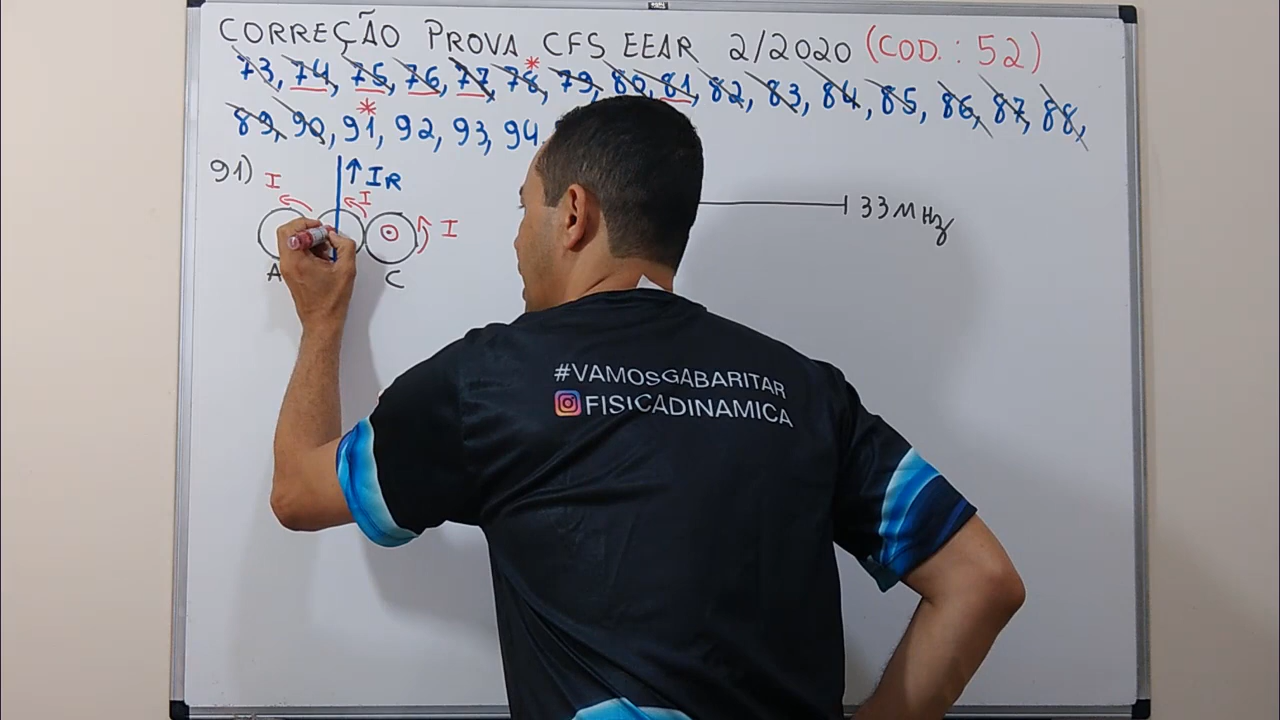 CORREÇÃO PROVA CFS EEAR 2/2020 (COD.: 52)
73, 74, 75, 76, 77, 78*, 79, 80, 81, 82, 83, 84, 85, 86, 87, 88,
89, 90, 91*, 92, 93, 94
91)
I
↑ IR
I
I
A
C
33 MHz
#VAMOSGABARITAR
FISICADINAMICA